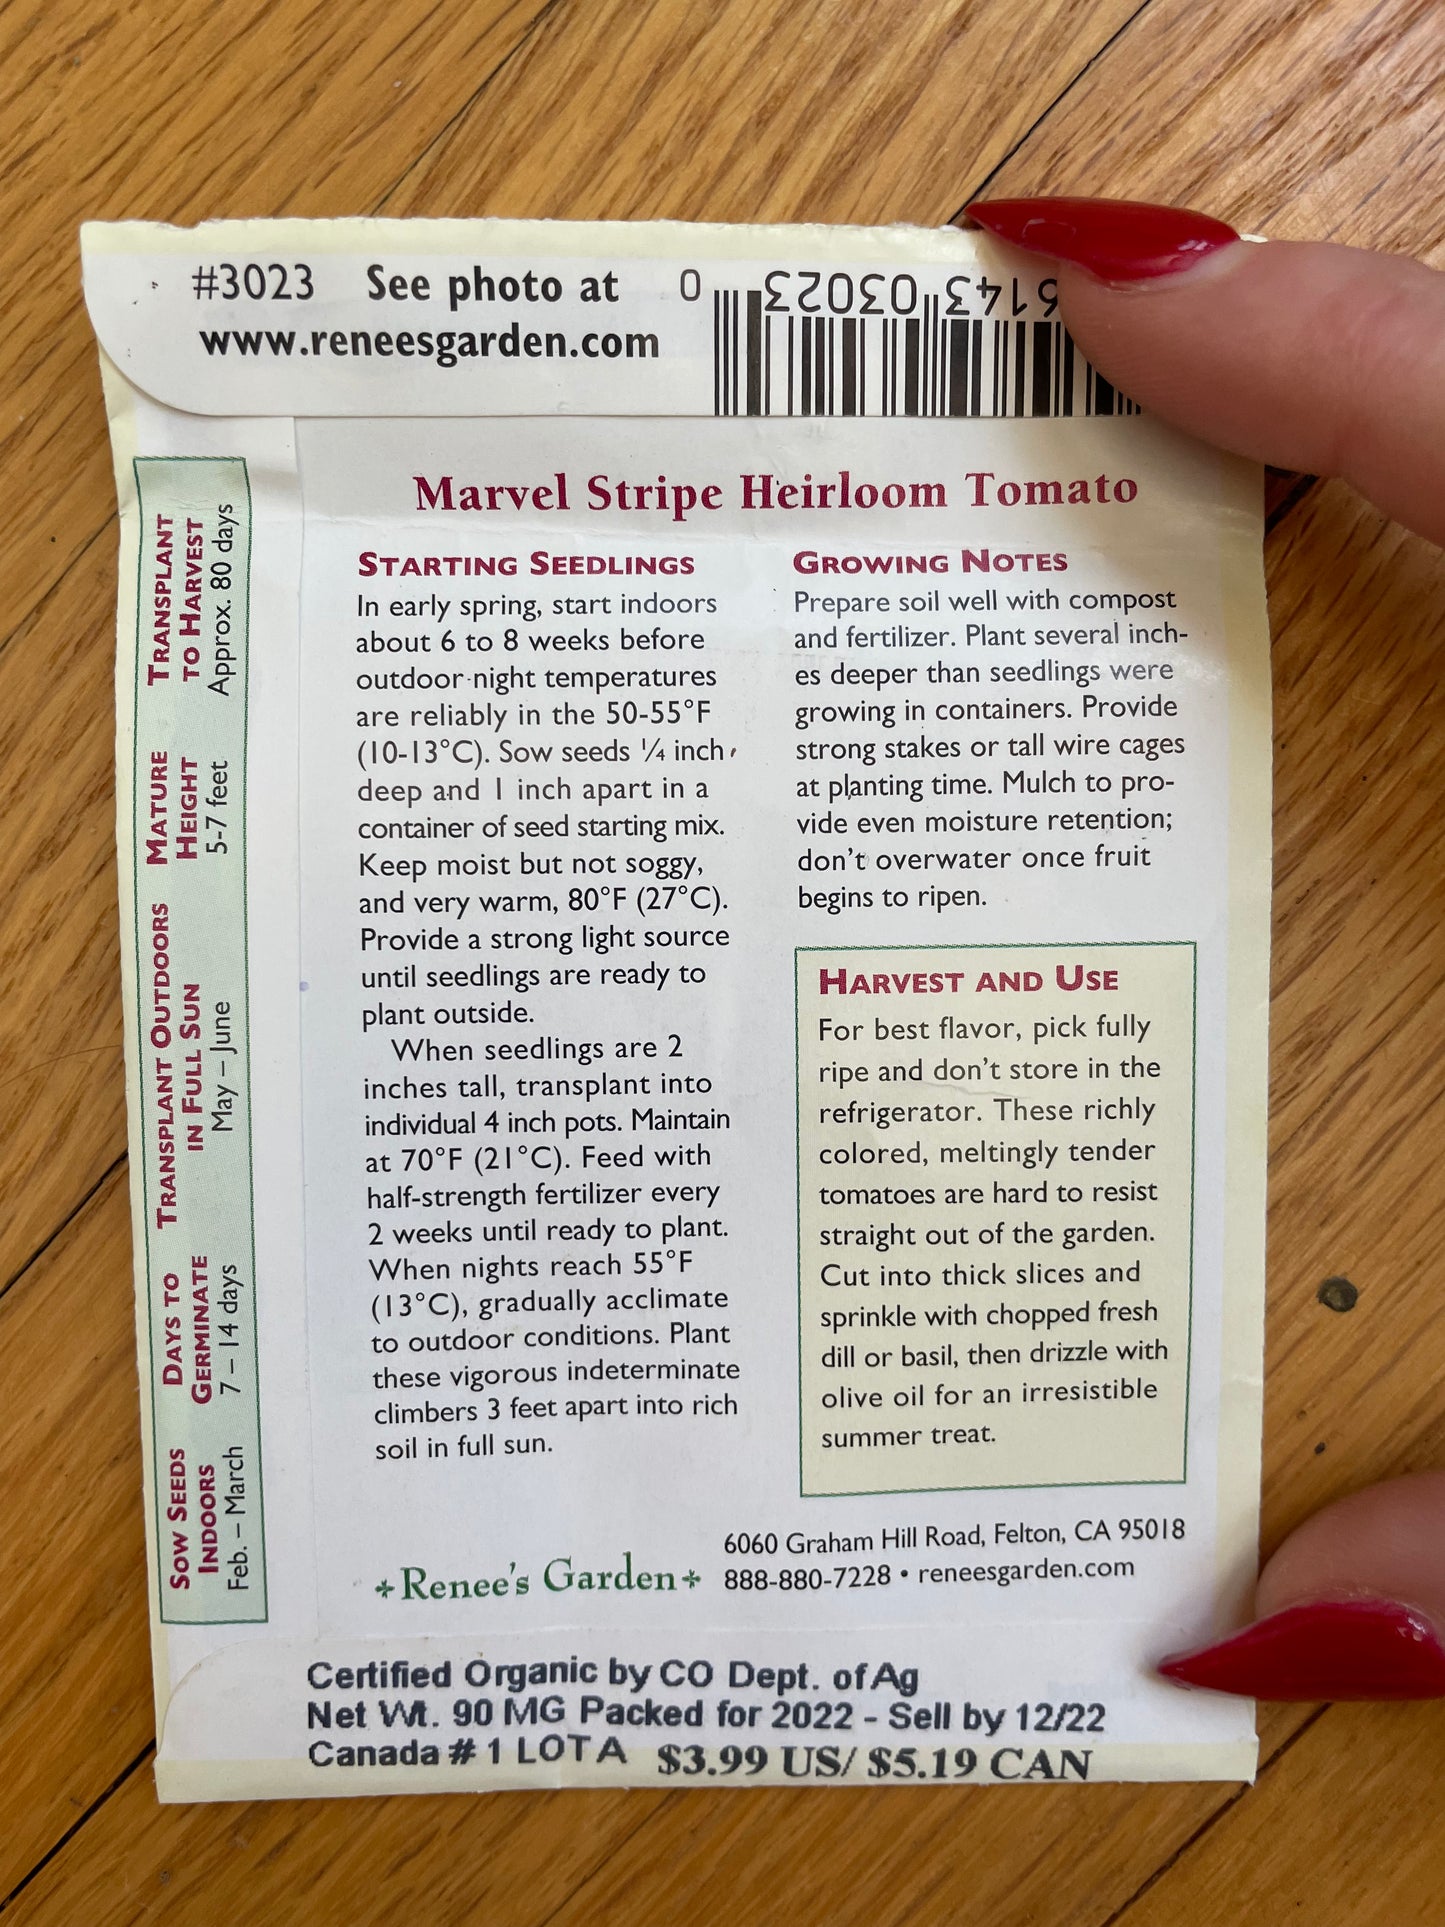 #3023 See photo at
www.reneesgarden.com
0 03023
Marvel Stripe Heirloom Tomato
STARTING SEEDLINGS
In early spring, start indoors
about 6 to 8 weeks before
outdoor night temperatures
are reliably in the 50-55°F
(10-13°C). Sow seeds ¼ inch
deep and 1 inch apart in a
container of seed starting mix.
Keep moist but not soggy,
and very warm, 80°F (27°C).
Provide a strong light source
until seedlings are ready to
plant outside.
When seedlings are 2
inches tall, transplant into
individual 4 inch pots. Maintain
at 70°F (21°C). Feed with
half-strength fertilizer every
2 weeks until ready to plant.
When nights reach 55°F
(13°C), gradually acclimate
to outdoor conditions. Plant
these vigorous indeterminate
climbers 3 feet apart into rich
soil in full sun.
GROWING NOTES
Prepare soil well with compost
and fertilizer. Plant several inch-
es deeper than seedlings were
growing in containers. Provide
strong stakes or tall wire cages
at planting time. Mulch to pro-
vide even moisture retention;
don't overwater once fruit
begins to ripen.
HARVEST AND USE
For best flavor, pick fully
ripe and don't store in the
refrigerator. These richly
colored, meltingly tender
tomatoes are hard to resist
straight out of the garden.
Cut into thick slices and
sprinkle with chopped fresh
dill or basil, then drizzle with
olive oil for an irresistible
summer treat.
SOW SEEDS
INDOORS
Feb. – March
DAYS TO
GERMINATE
7 – 14 days
TRANSPLANT OUTDOORS
IN FULL SUN
May – June
MATURE
HEIGHT
5-7 feet
TRANSPLANT
TO HARVEST
Approx. 80 days
Renee's Garden
6060 Graham Hill Road, Felton, CA 95018
888-880-7228 • reneesgarden.com
Certified Organic by CO Dept. of Ag
Net Wt. 90 MG Packed for 2022 - Sell by 12/22
Canada # 1 LOT A $3.99 US/ $5.19 CAN